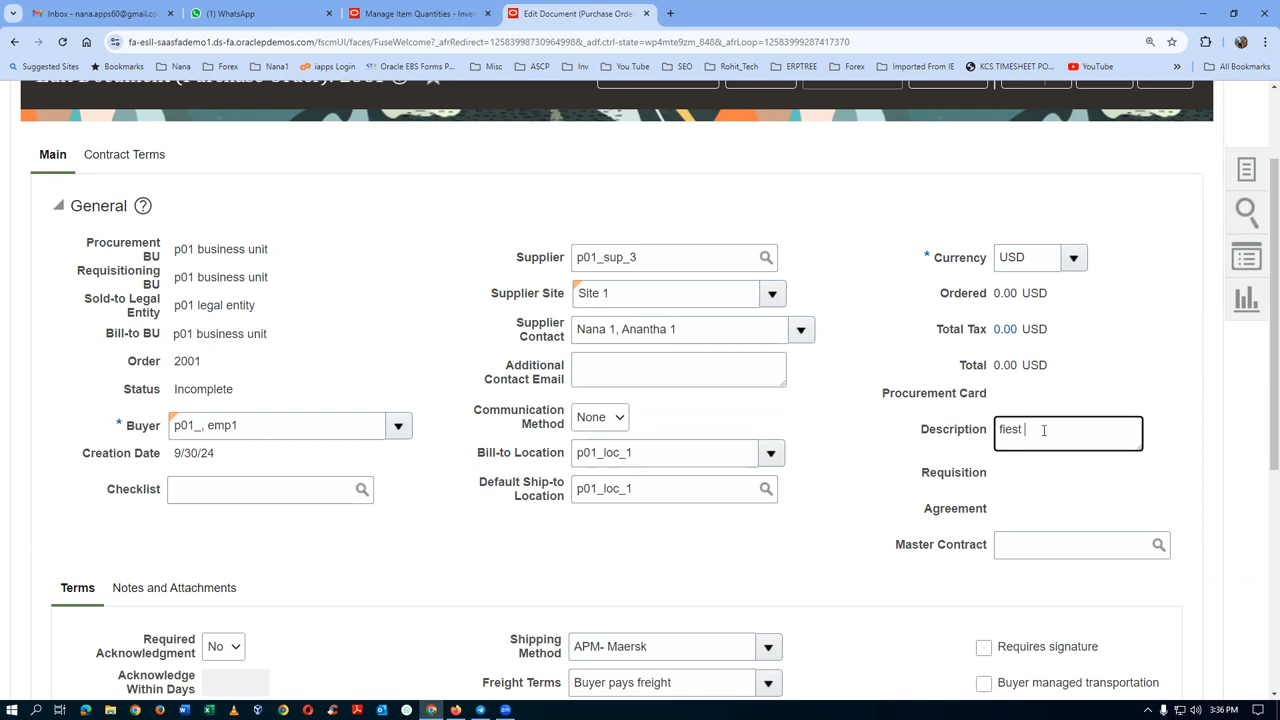 Inbox - nana.apps60@gmail.co
(1) WhatsApp
Manage Item Quantities - Inve
Edit Document (Purchase Orde
fa-esll-saasfademo1.ds-fa.oraclepdemos.com/fscmUI/faces/FuseWelcome?_afrRedirect=12583998730964998&_adf.ctrl-state=wp4mte9zm_848&_afrLoop=12583999287417370
Suggested Sites
Bookmarks
Nana
Forex
Nana1
iapps Login
Oracle EBS Forms P...
Misc
ASCP
Inv
You Tube
SEO
Rohit_Tech
ERPTREE
Forex
Imported From IE
KCS TIMESHEET PO...
YouTube
All Bookmarks
Main
Contract Terms
General
Procurement BU p01 business unit
Requisitioning BU p01 business unit
Sold-to Legal Entity p01 legal entity
Bill-to BU p01 business unit
Order 2001
Status Incomplete
* Buyer p01_, emp1
Creation Date 9/30/24
Checklist
Supplier p01_sup_3
Supplier Site Site 1
Supplier Contact Nana 1, Anantha 1
Additional Contact Email
Communication Method None
Bill-to Location p01_loc_1
Default Ship-to Location p01_loc_1
* Currency USD
Ordered 0.00 USD
Total Tax 0.00 USD
Total 0.00 USD
Procurement Card
Description fiest
Requisition
Agreement
Master Contract
Terms
Notes and Attachments
Required Acknowledgment No
Acknowledge Within Days
Shipping Method APM- Maersk
Freight Terms Buyer pays freight
Requires signature
Buyer managed transportation
3:36 PM